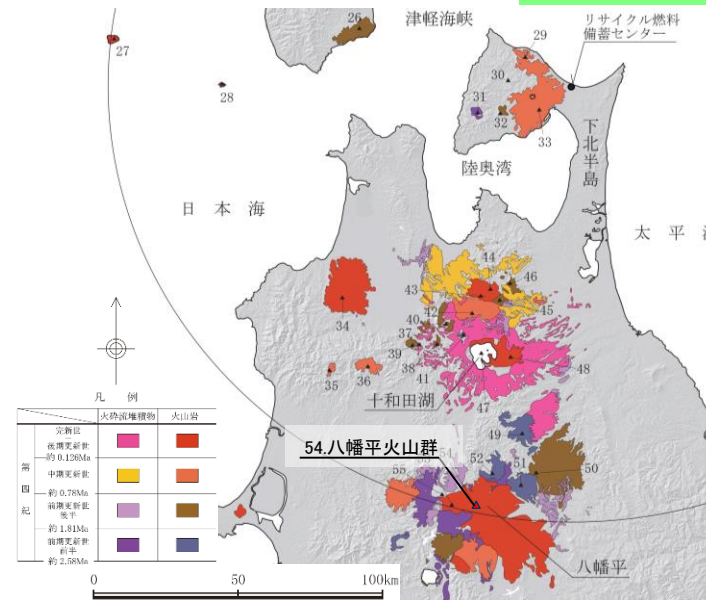 津軽海峡
リサイクル燃料
備蓄センター
26
27
28
29
30
31
32
33
下北半島
陸奥湾
日本海
太平洋
44
43
46
42
45
34
40
37
39
38
41
48
35
36
十和田湖
47
凡例
火砕流堆積物
火山岩
第四紀
完新世
後期更新世
約 0.126Ma
中期更新世
約 0.78Ma
前期更新世
後半
約 1.81Ma
前期更新世
前半
約 2.58Ma
49
54.八幡平火山群
52
51
50
55
八幡平
0
50
100km